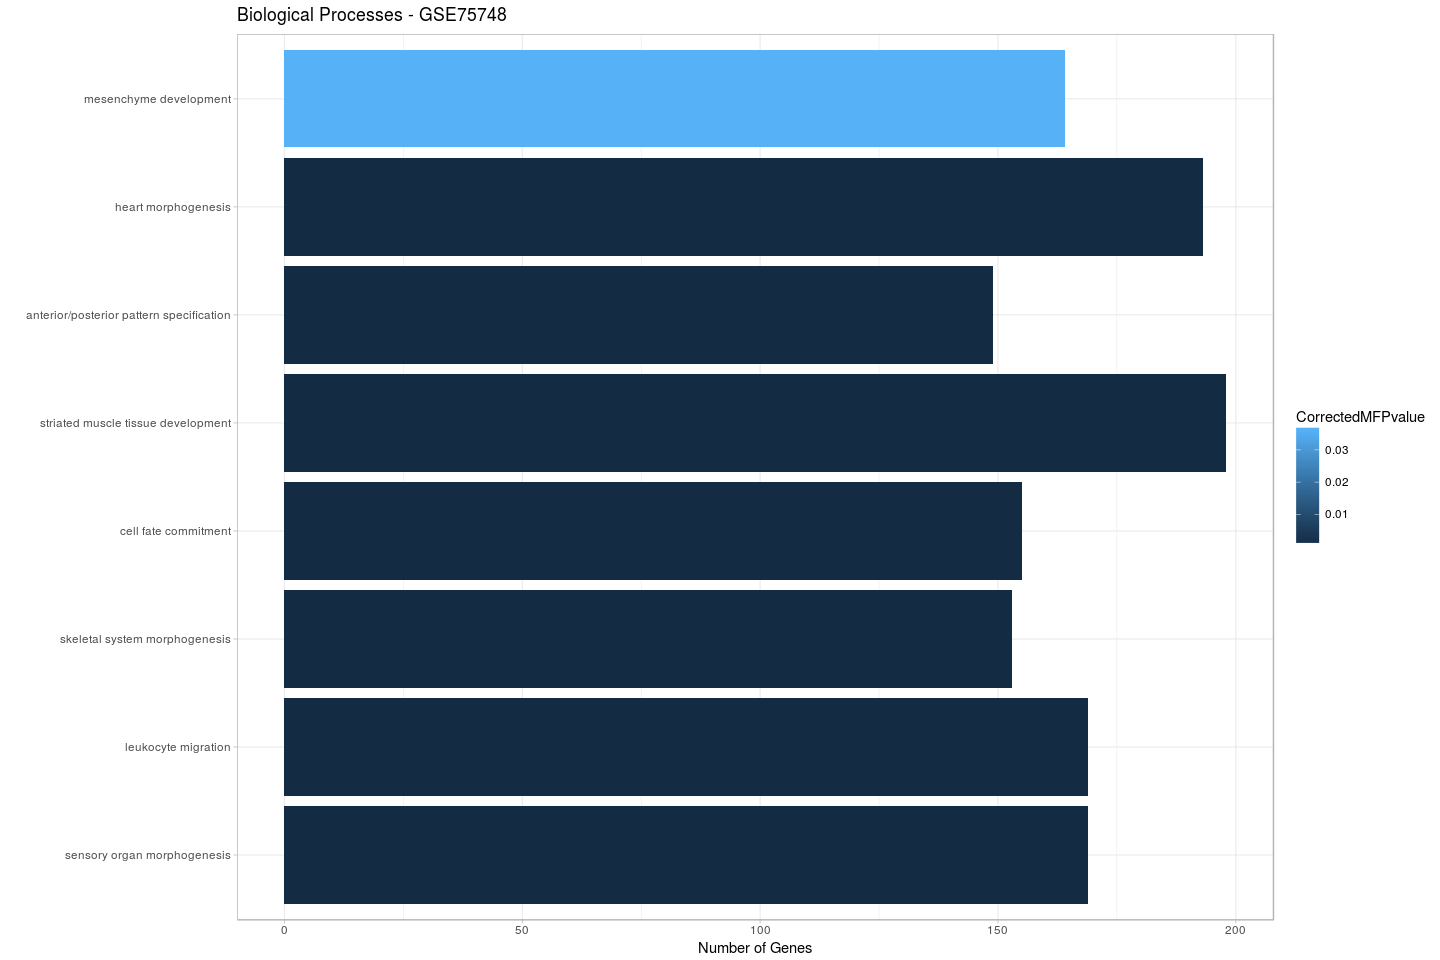 Biological Processes - GSE75748
mesenchyme development
heart morphogenesis
anterior/posterior pattern specification
striated muscle tissue development
cell fate commitment
skeletal system morphogenesis
leukocyte migration
sensory organ morphogenesis
0 50 100 150 200
Number of Genes
CorrectedMFPvalue
0.03
0.02
0.01